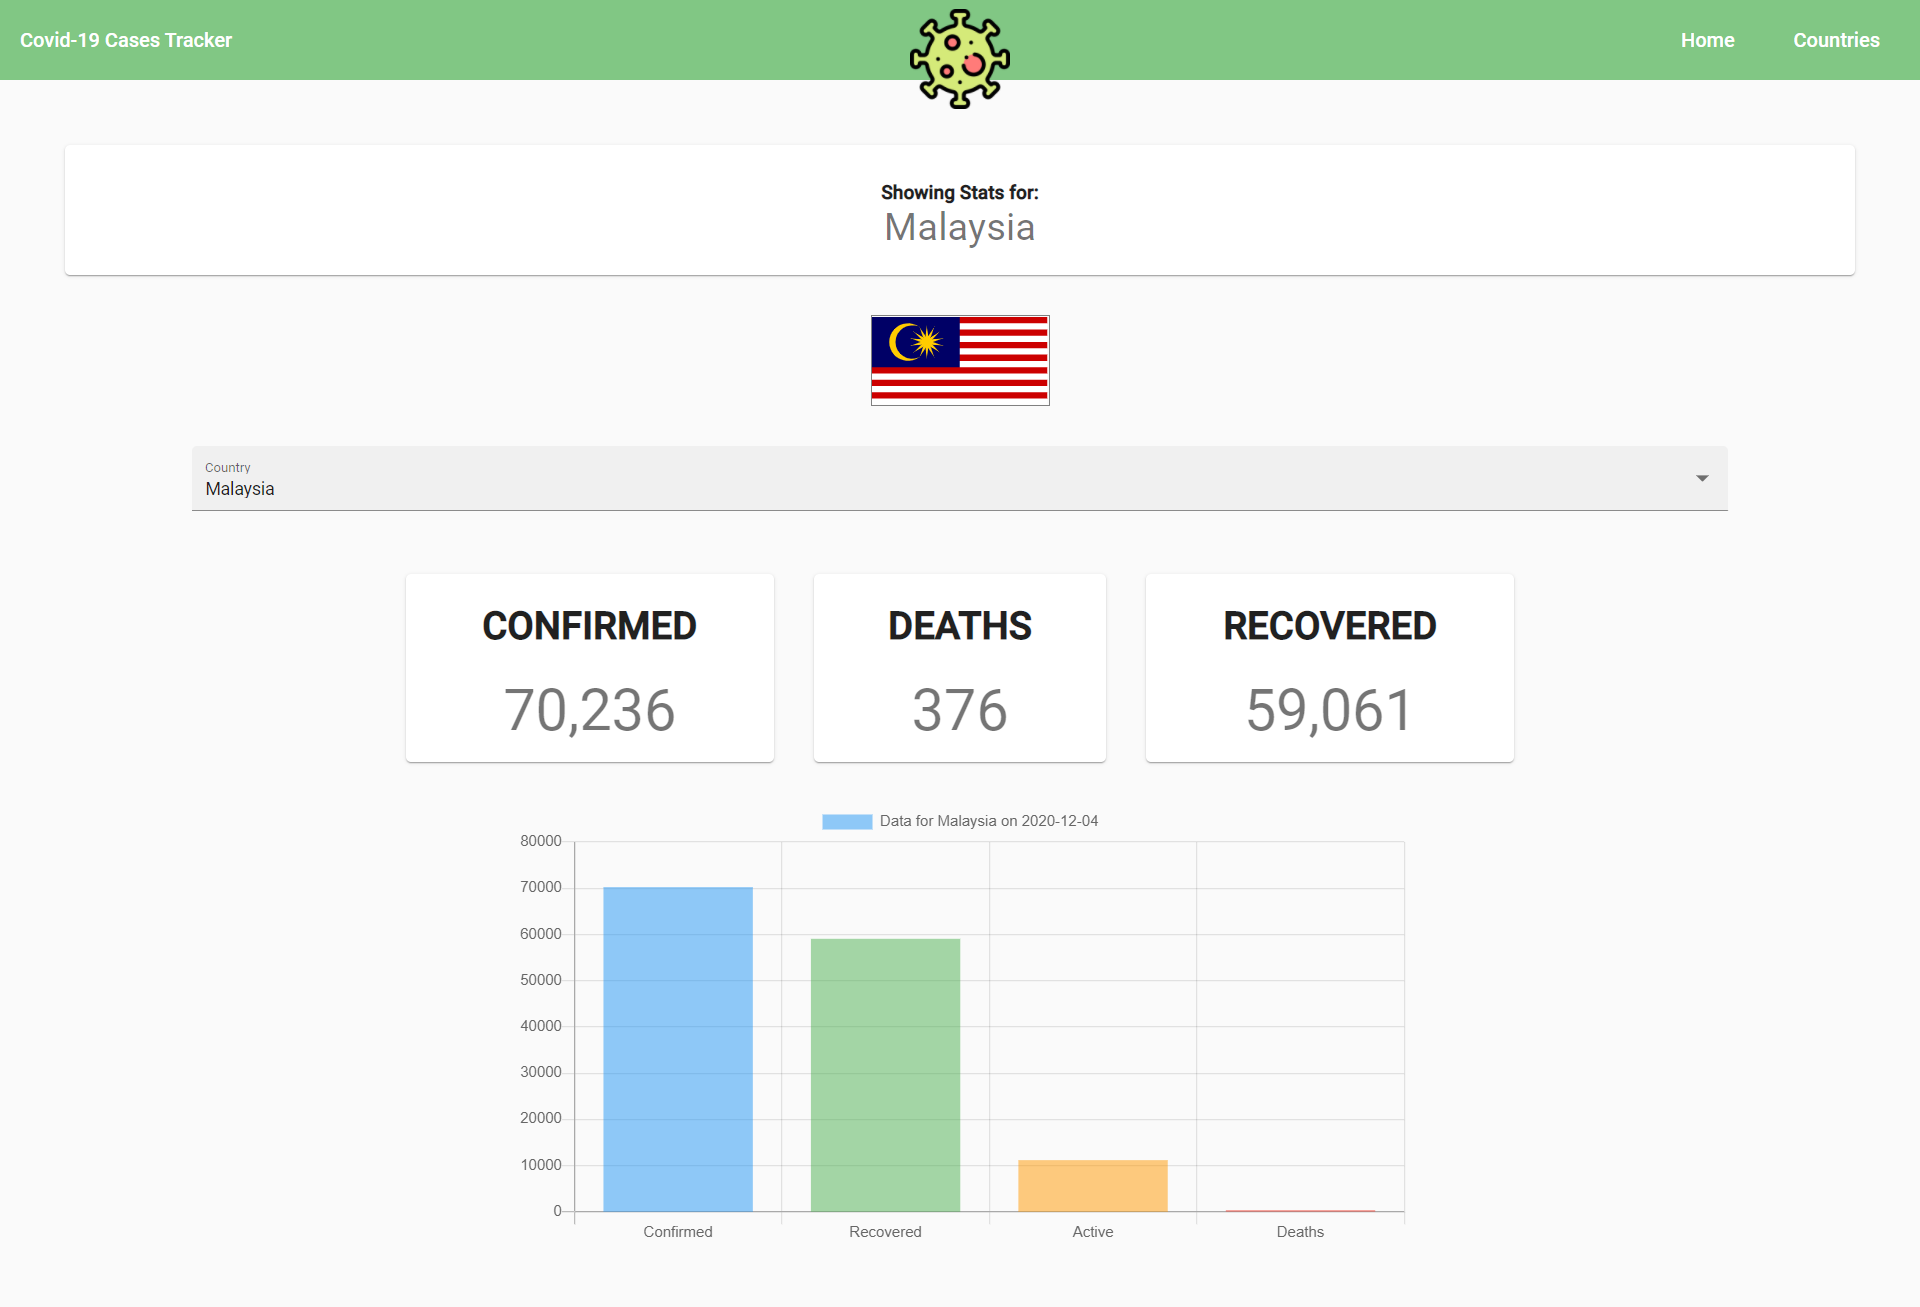 Covid-19 Cases Tracker
Home
Countries
Showing Stats for:
Malaysia
Country
Malaysia
CONFIRMED
70,236
DEATHS
376
RECOVERED
59,061
Data for Malaysia on 2020-12-04
80000
70000
60000
50000
40000
30000
20000
10000
0
Confirmed
Recovered
Active
Deaths